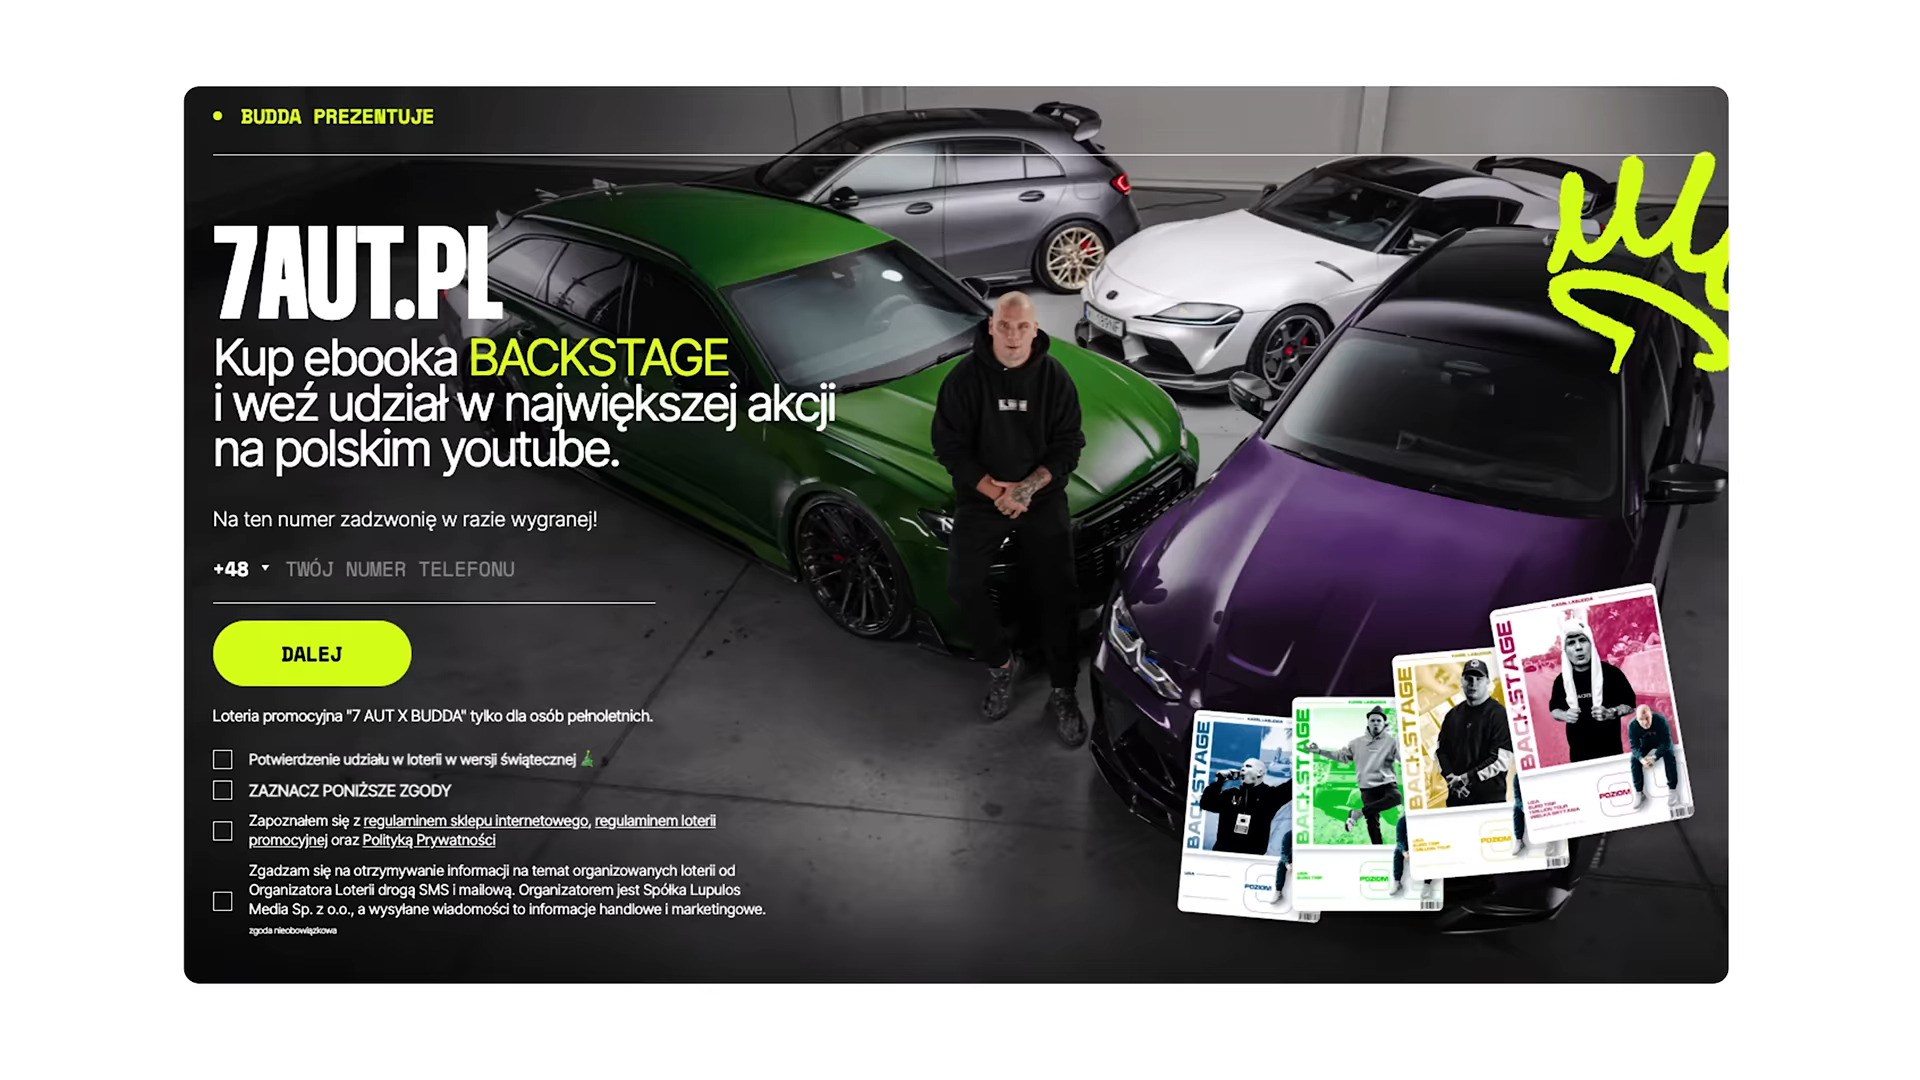 BUDDA PREZENTUJE
7AUT.PL
Kup ebooka BACKSTAGE
i weź udział w największej akcji
na polskim youtube.
Na ten numer zadzwonię w razie wygranej!
+48 TWÓJ NUMER TELEFONU
DALEJ
Loteria promocyjna "7 AUT X BUDDA" tylko dla osób pełnoletnich.
Potwierdzenie udziału w loterii w wersji świątecznej
ZAZNACZ PONIŻSZE ZGODY
Zapoznałem się z regulaminem sklepu internetowego, regulaminem loterii
promocyjnej oraz Polityką Prywatności
Zgadzam się na otrzymywanie informacji na temat organizowanych loterii od
Organizatora Loterii drogą SMS i mailową. Organizatorem jest Spółka Lupulos
Media Sp. z o.o., a wysyłane wiadomości to informacje handlowe i marketingowe.
zgoda nieobowiązkowa
BACKSTAGE
POZIOM
BACKSTAGE
POZIOM
BACKSTAGE
POZIOM
BACKSTAGE
POZIOM